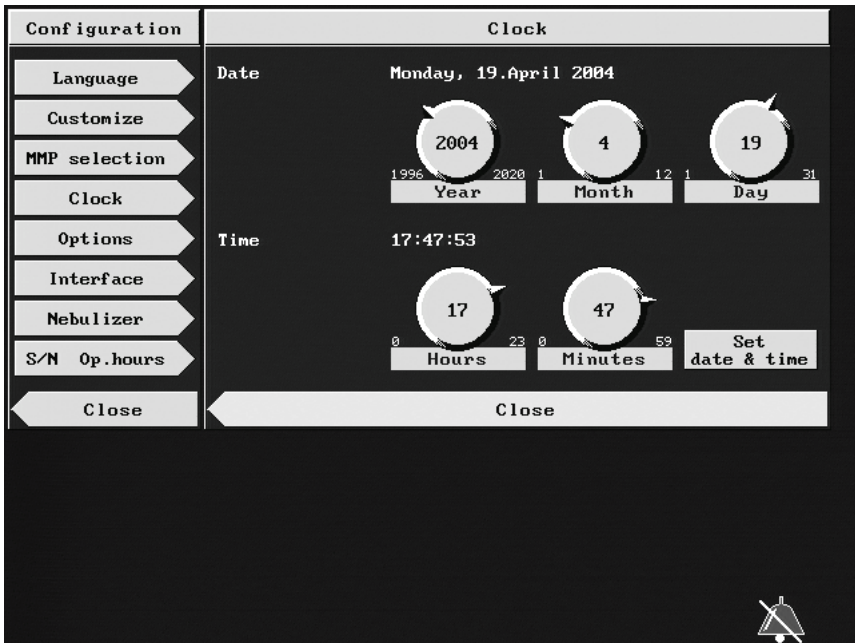 Configuration
Language
Customize
MMP selection
Clock
Options
Interface
Nebulizer
S/N Op.hours
Close
Clock
Date Monday, 19.April 2004
2004 4 19
1996 2020 1 12 1 31
Year Month Day
Time 17:47:53
17 47
0 23 0 59
Hours Minutes
Set
date & time
Close